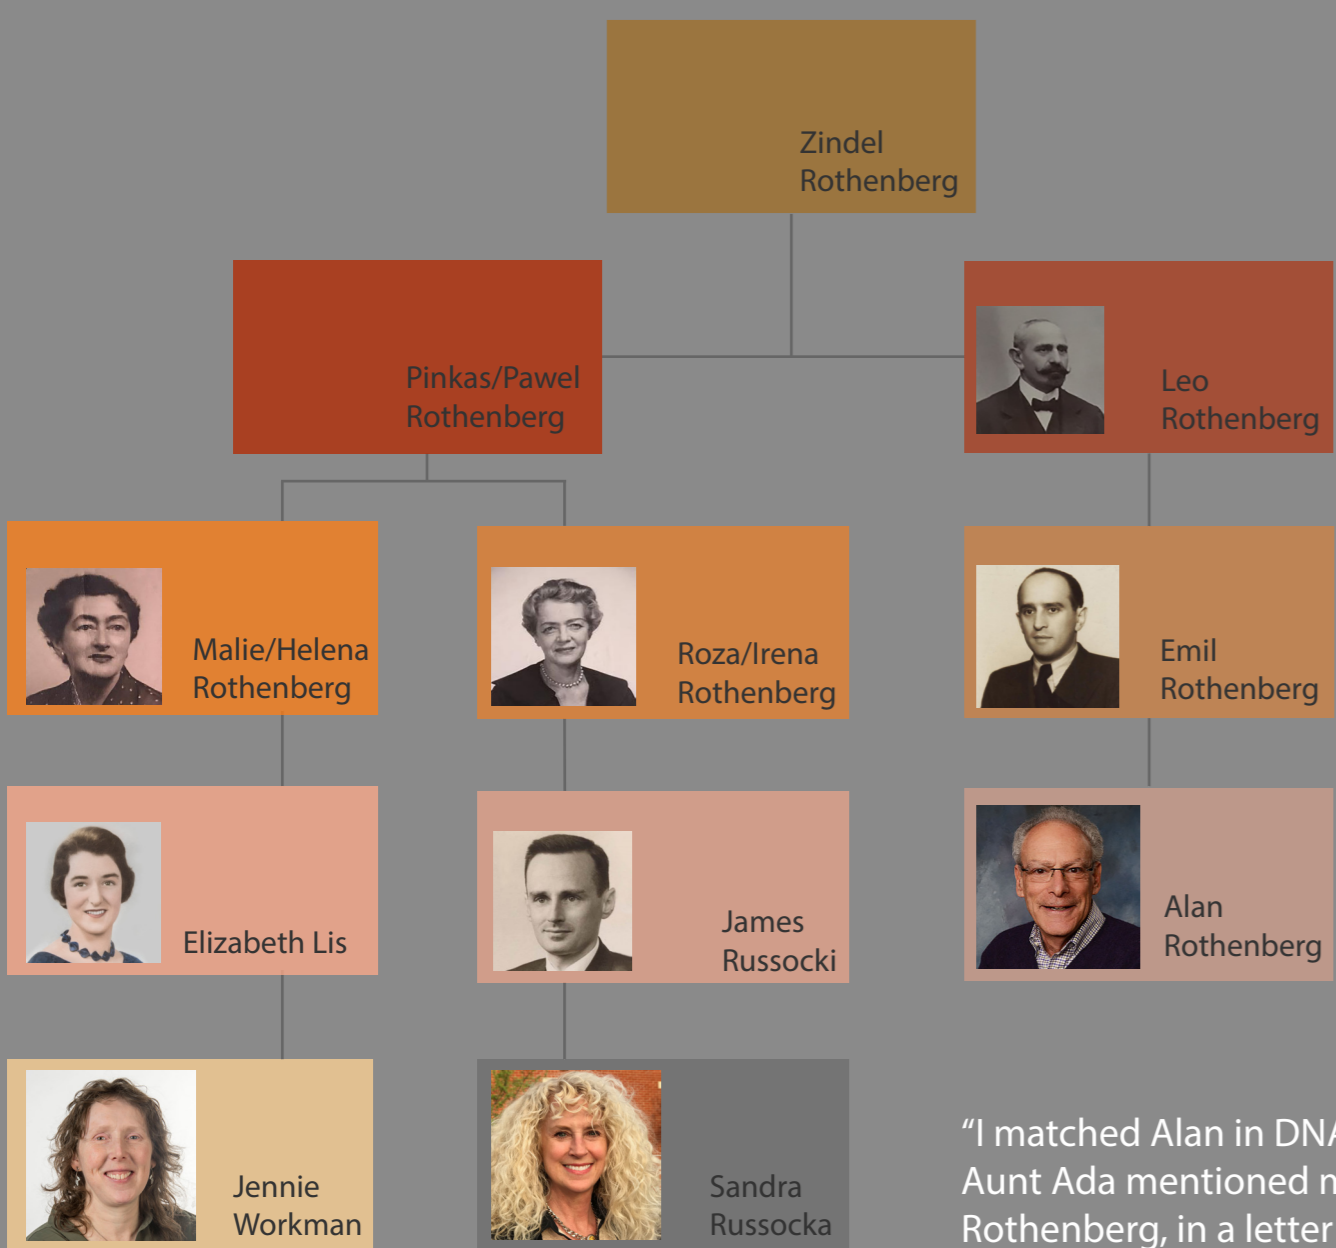 Zindel
Rothenberg
Pinkas/Pawel
Rothenberg
Leo
Rothenberg
Malie/Helena
Rothenberg
Roza/Irena
Rothenberg
Emil
Rothenberg
Elizabeth Lis
James
Russocki
Alan
Rothenberg
Jennie
Workman
Sandra
Russocka
“I matched Alan in DNA
Aunt Ada mentioned
Rothenberg, in a letter